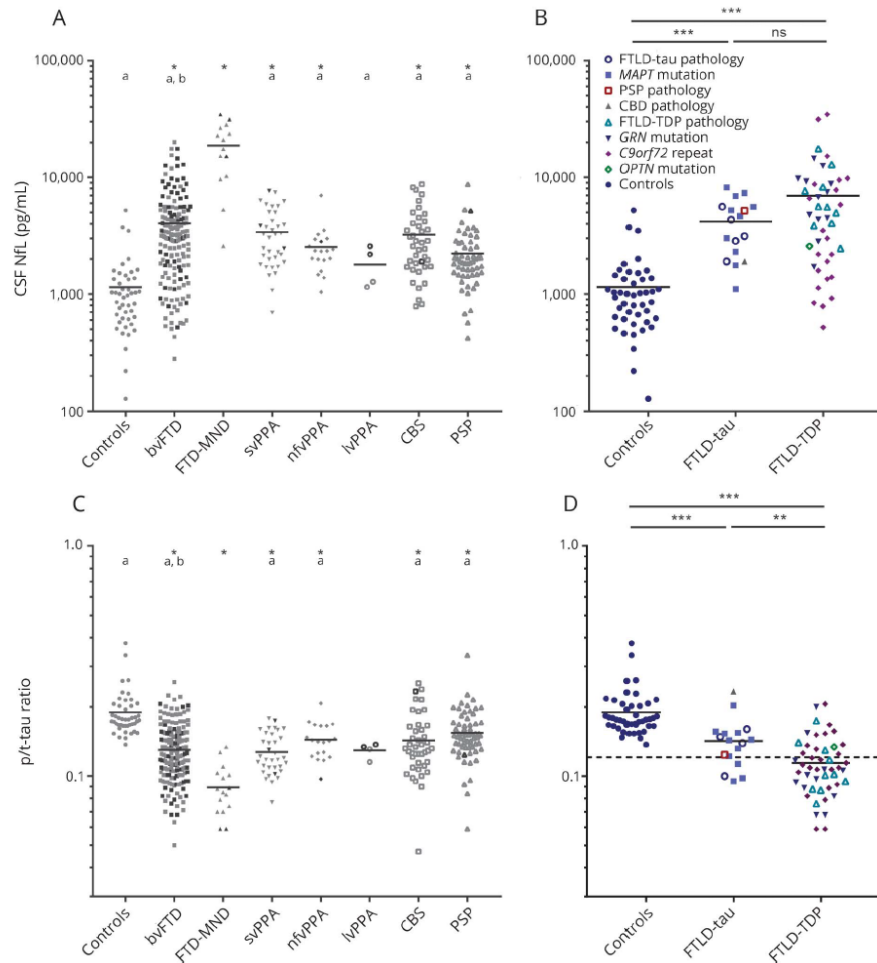 A
B
***
***
ns
100,000
* * * * * *
a a, b a a a a a
10,000
1,000
100
CSF NfL (pg/mL)
Controls
bvFTD
FTD-MND
svPPA
nfvPPA
lvPPA
CBS
PSP
100,000
10,000
1,000
100
FTLD-tau pathology
MAPT mutation
PSP pathology
CBD pathology
FTLD-TDP pathology
GRN mutation
C9orf72 repeat
OPTN mutation
Controls
Controls
FTLD-tau
FTLD-TDP
C
D
***
***
**
1.0
* * * * * *
a a, b a a a a
0.1
p/t-tau ratio
Controls
bvFTD
FTD-MND
svPPA
nfvPPA
lvPPA
CBS
PSP
1.0
0.1
Controls
FTLD-tau
FTLD-TDP